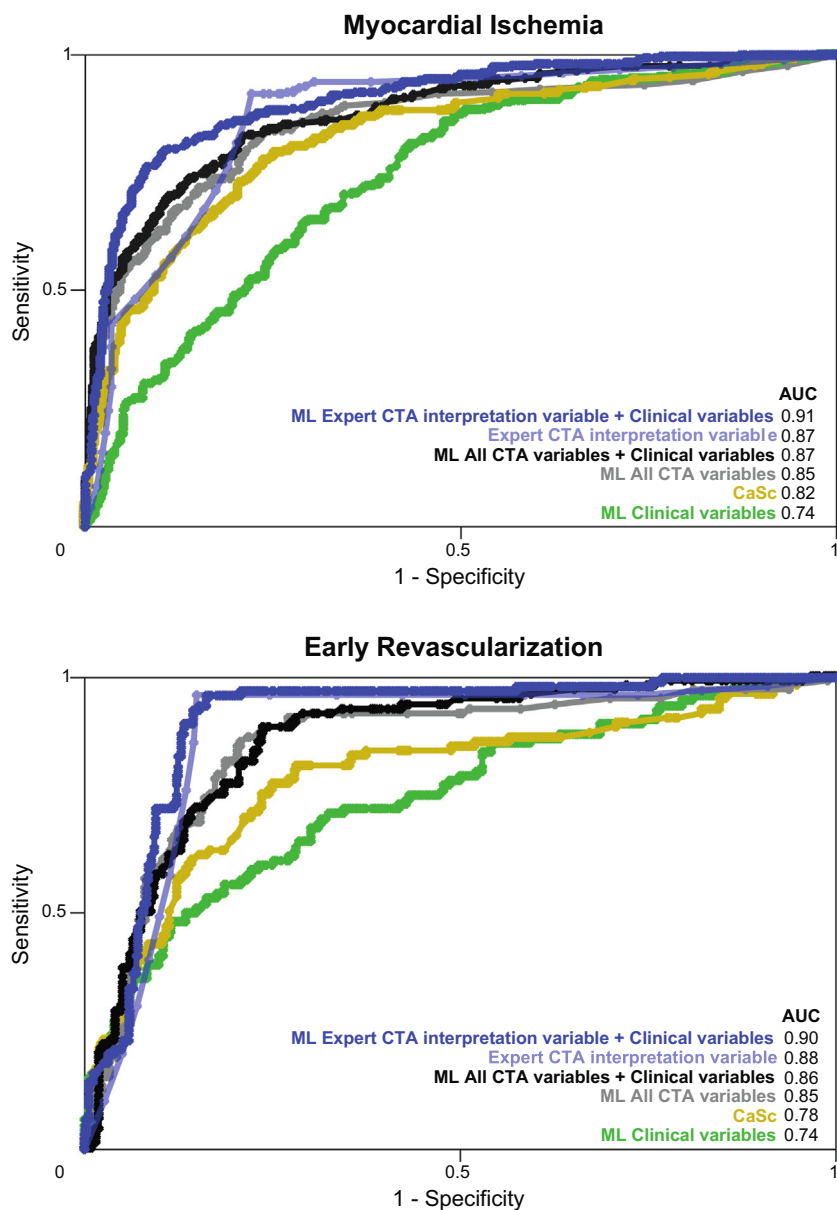 Myocardial Ischemia
1
Sensitivity
0.5
AUC
ML Expert CTA interpretation variable + Clinical variables 0.91
Expert CTA interpretation variable 0.87
ML All CTA variables + Clinical variables 0.87
ML All CTA variables 0.85
CaSc 0.82
ML Clinical variables 0.74
0 0.5 1
1 - Specificity
Early Revascularization
1
Sensitivity
0.5
AUC
ML Expert CTA interpretation variable + Clinical variables 0.90
Expert CTA interpretation variable 0.88
ML All CTA variables + Clinical variables 0.86
ML All CTA variables 0.85
CaSc 0.78
ML Clinical variables 0.74
0 0.5 1
1 - Specificity